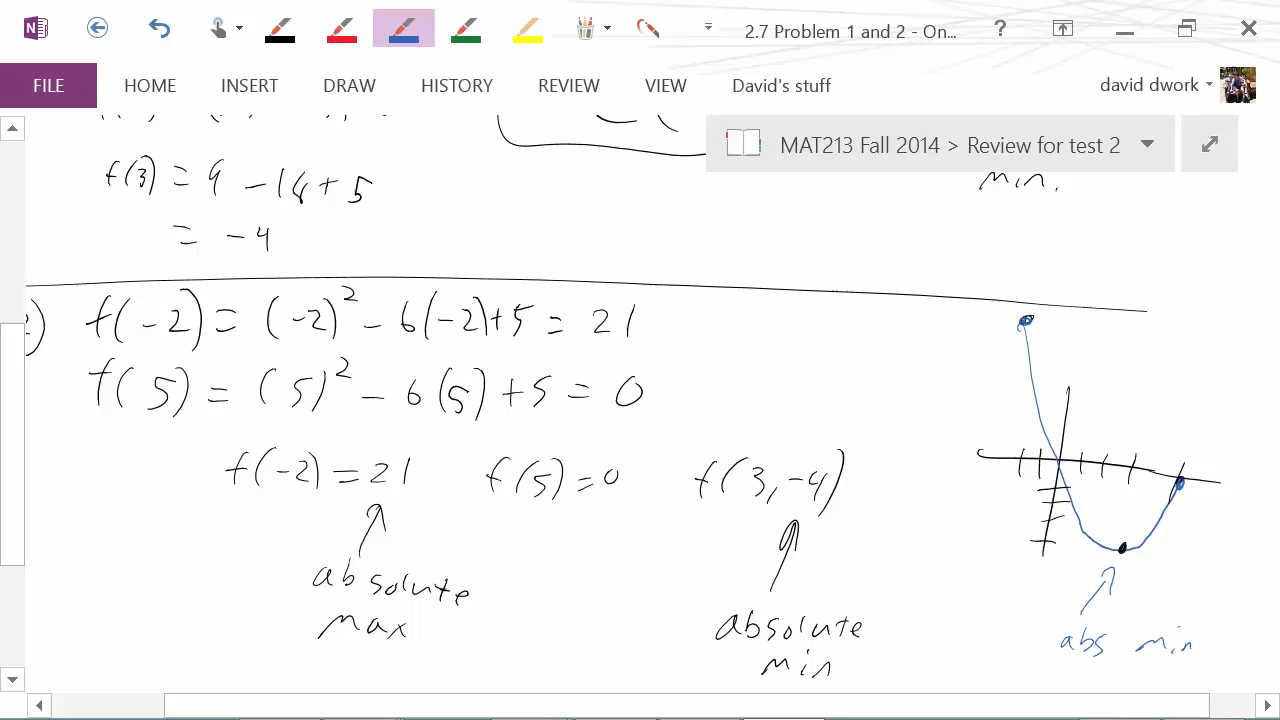 2.7 Problem 1 and 2 - On...
?
FILE HOME INSERT DRAW HISTORY REVIEW VIEW David's stuff
david dwork
MAT213 Fall 2014 > Review for test 2
min.
f(3) = 9 - 18 + 5
= -4
f(-2) = (-2)² - 6(-2)+5 = 21
f(5) = (5)² - 6(5) +5 = 0
f(-2) = 21 f(5) = 0 f(3, -4)
absolute
max
absolute
min
abs min